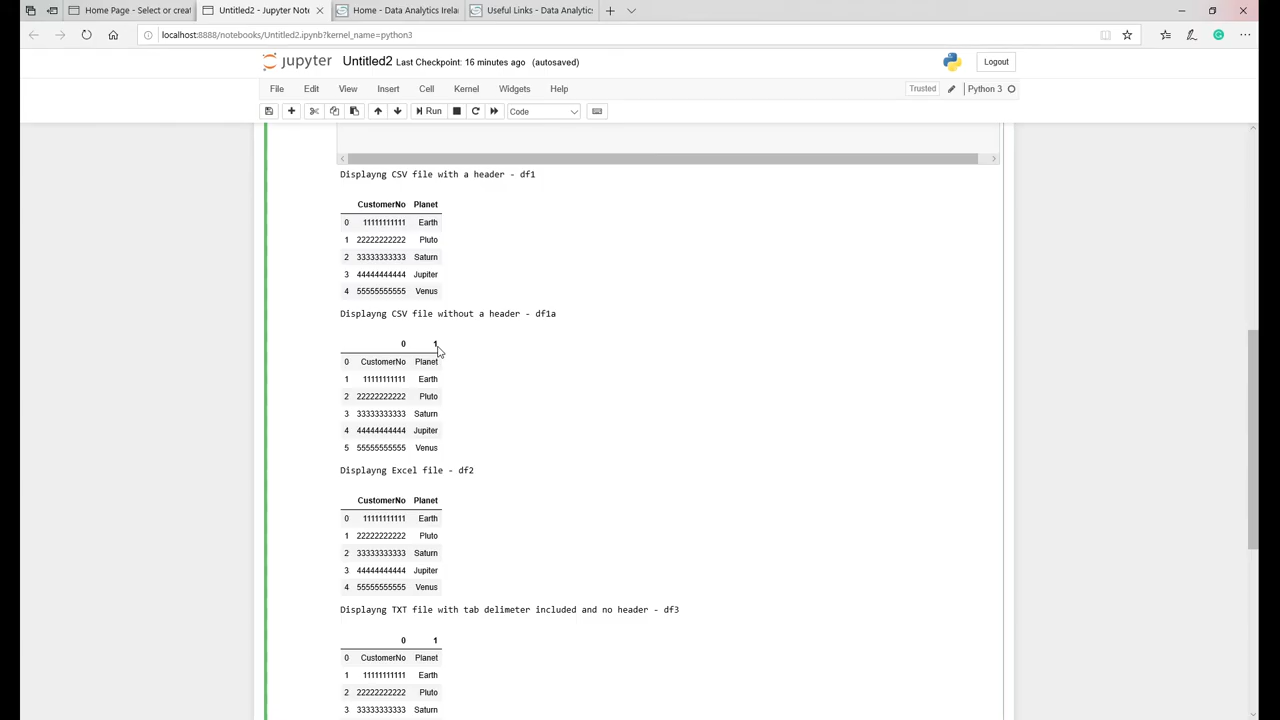 Home Page - Select or creat
Untitled2 - Jupyter Not
Home - Data Analytics Irelan
Useful Links - Data Analytic
localhost:8888/notebooks/Untitled2.ipynb?kernel_name=python3
jupyter Untitled2 Last Checkpoint: 16 minutes ago (autosaved)
Logout
File Edit View Insert Cell Kernel Widgets Help
Trusted
Python 3
Run
Code
Displayng CSV file with a header - df1
CustomerNo Planet
0 11111111111 Earth
1 22222222222 Pluto
2 33333333333 Saturn
3 44444444444 Jupiter
4 55555555555 Venus
Displayng CSV file without a header - df1a
0 1
0 CustomerNo Planet
1 11111111111 Earth
2 22222222222 Pluto
3 33333333333 Saturn
4 44444444444 Jupiter
5 55555555555 Venus
Displayng Excel file - df2
CustomerNo Planet
0 11111111111 Earth
1 22222222222 Pluto
2 33333333333 Saturn
3 44444444444 Jupiter
4 55555555555 Venus
Displayng TXT file with tab delimeter included and no header - df3
0 1
0 CustomerNo Planet
1 11111111111 Earth
2 22222222222 Pluto
3 33333333333 Saturn